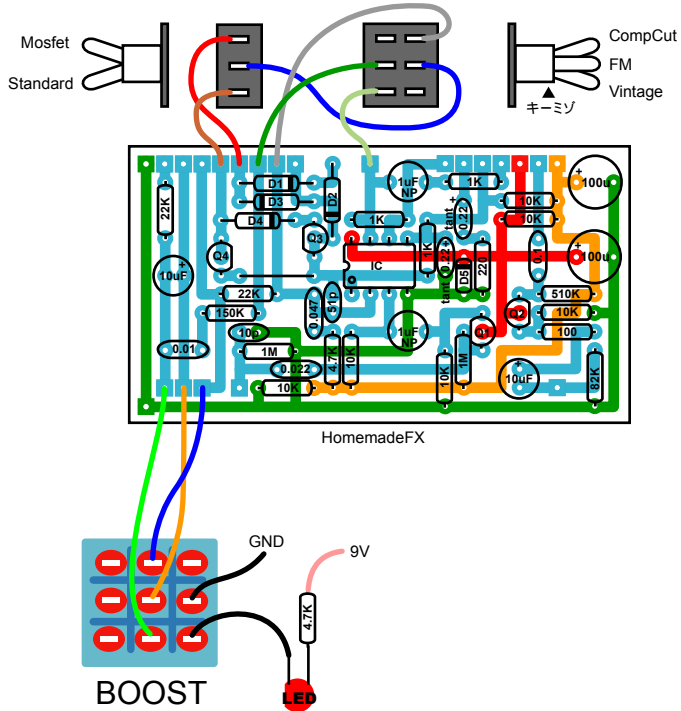 Mosfet
Standard
CompCut
FM
Vintage
キーミゾ
D1
D3
D4
D2
22K
1uF
NP
1K
1K
tant
+
0.22
10K
10K
+
100u
+
100u
Q3
Q4
1K
IC
tant
0.22+
D5
220
0.1
+
10uF
22K
150K
10p
0.047
51p
510K
10K
100
Q1
Q2
1uF
NP
0.01
1M
0.022
10K
4.7K
10K
10K
1M
+
10uF
82K
HomemadeFX
GND
9V
4.7K
LED
BOOST